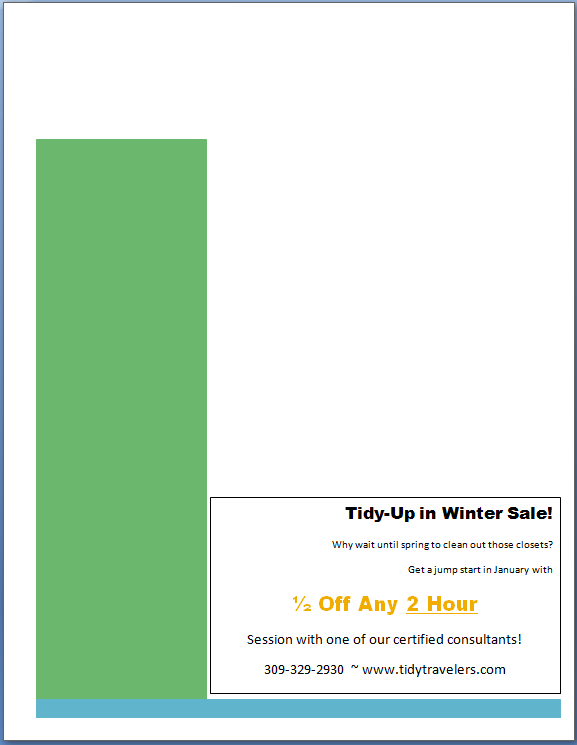 Tidy-Up in Winter Sale!
Why wait until spring to clean out those closets?
Get a jump start in January with
½ Off Any 2 Hour
Session with one of our certified consultants!
309-329-2930 ~ www.tidytravelers.com